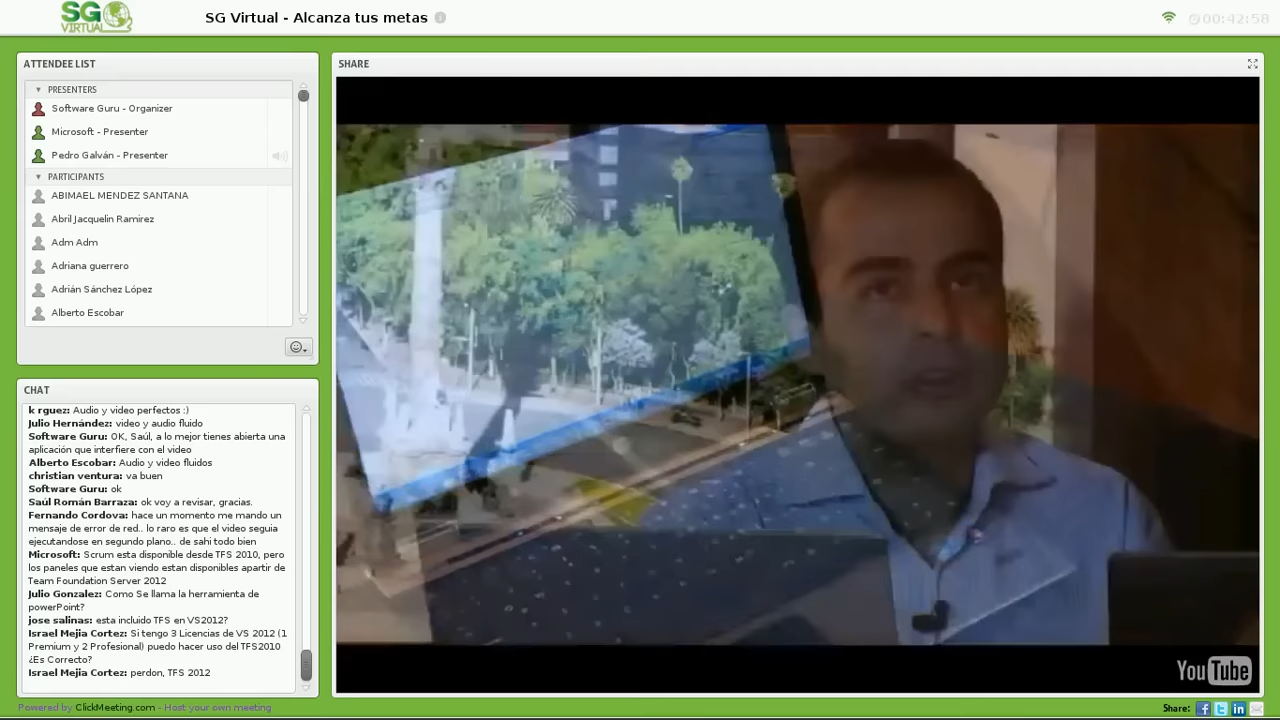 SG
VIRTUAL
SG Virtual - Alcanza tus metas
00:42:58
ATTENDEE LIST
PRESENTERS
Software Guru - Organizer
Microsoft - Presenter
Pedro Galván - Presenter
PARTICIPANTS
ABIMAEL MENDEZ SANTANA
Abril Jacquelin Ramirez
Adm Adm
Adriana guerrero
Adrián Sánchez López
Alberto Escobar
CHAT
k rguez: Audio y video perfectos :)
Julio Hernández: video y audio fluido
Software Guru: OK, Saúl, a lo mejor tienes abierta una
aplicación que interfiere con el video
Alberto Escobar: Audio y video fluidos
christian ventura: va buen
Software Guru: ok
Saúl Román Barraza: ok voy a revisar, gracias.
Fernando Cordova: hace un momento me mando un
mensaje de error de red.. lo raro es que el video seguia
ejecutandose en segundo plano.. de sahi todo bien
Microsoft: Scrum esta disponible desde TFS 2010, pero
los paneles que estan viendo estan disponibles apartir de
Team Foundation Server 2012
Julio Gonzalez: Como Se llama la herramienta de
powerPoint?
jose salinas: esta incluido TFS en VS2012?
Israel Mejia Cortez: Si tengo 3 Licencias de VS 2012 (1
Premium y 2 Profesional) puedo hacer uso del TFS2010
¿Es Correcto?
Israel Mejia Cortez: perdon, TFS 2012
SHARE
YouTube
Powered by ClickMeeting.com - Host your own meeting
Share: